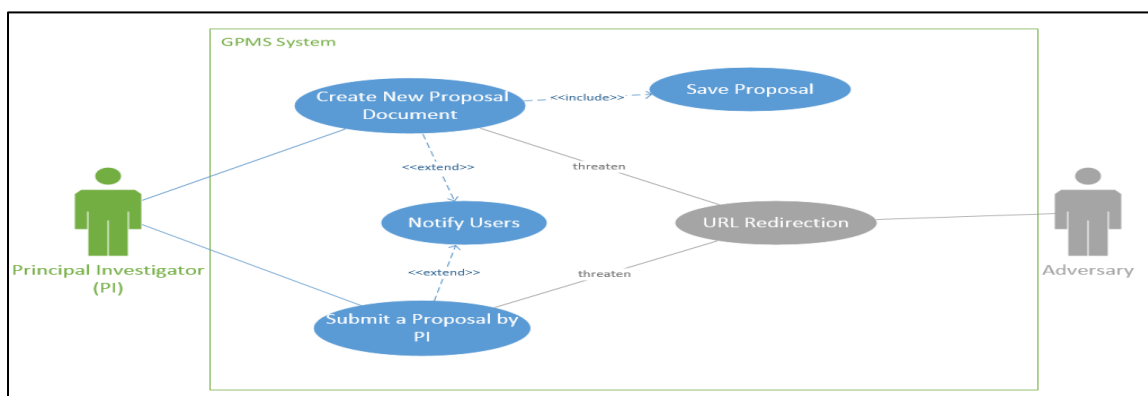 GPMS System
Create New Proposal
Document
<<include>>
Save Proposal
<<extend>>
threaten
Notify Users
URL Redirection
Principal Investigator
(PI)
Adversary
<<extend>>
threaten
Submit a Proposal by
PI